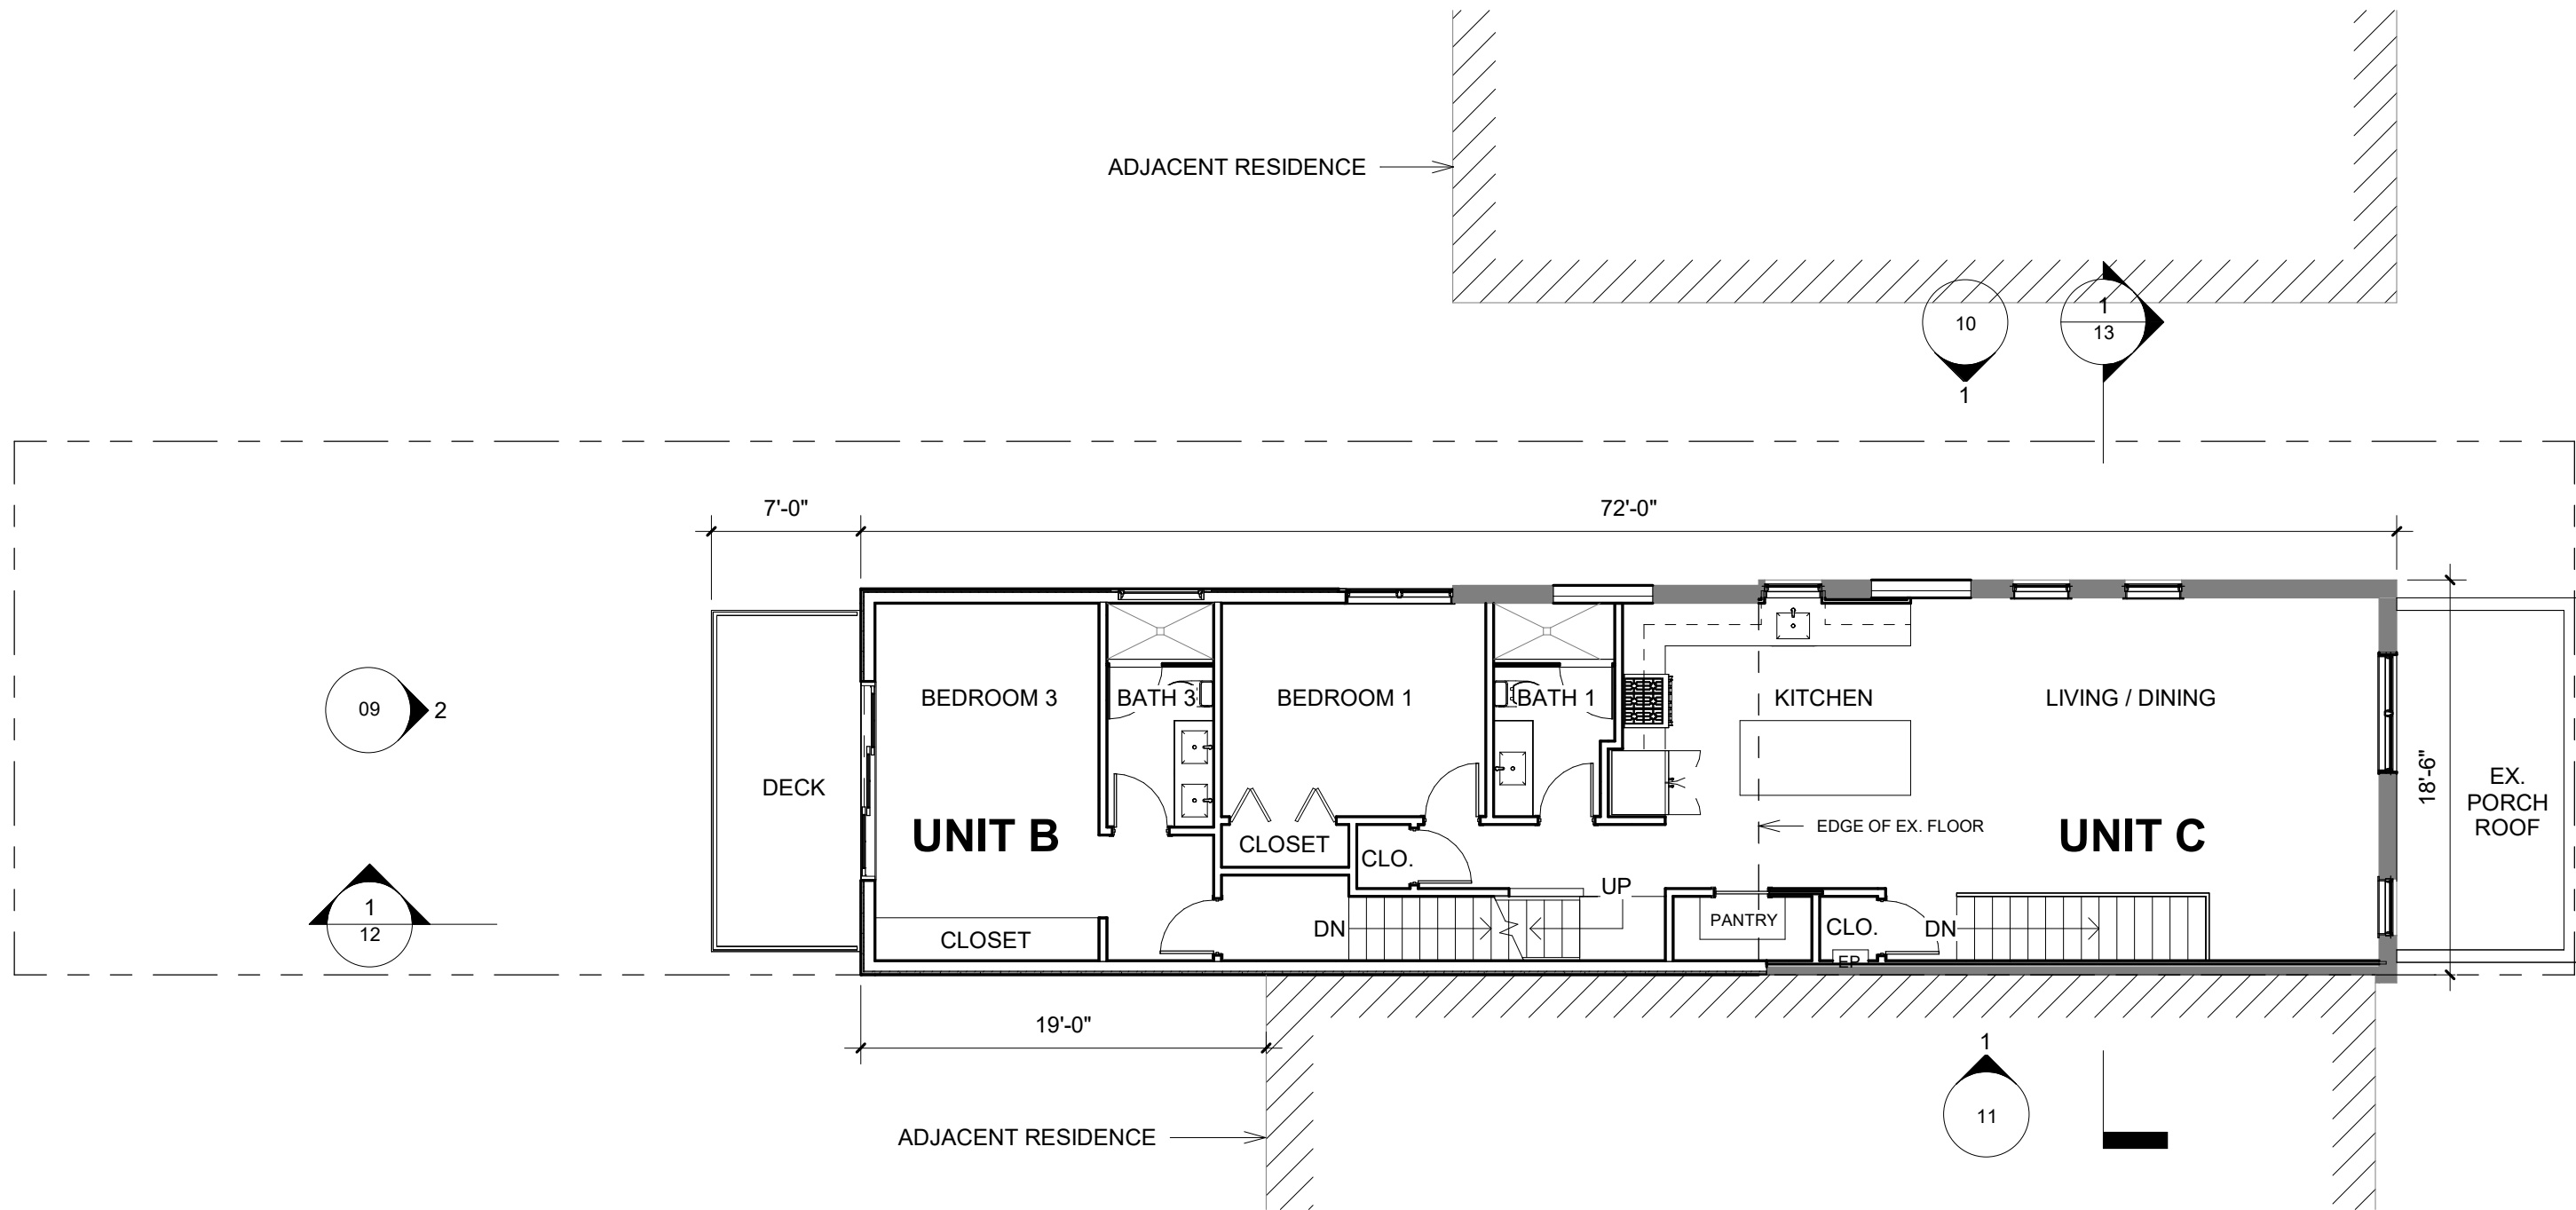 ADJACENT RESIDENCE
10
1
1
13
7'-0"
72'-0"
BEDROOM 3
BATH 3
BEDROOM 1
BATH 1
KITCHEN
LIVING / DINING
09
2
DECK
18'-6"
EX.
PORCH
ROOF
UNIT B
CLOSET
CLO.
EDGE OF EX. FLOOR
UNIT C
UP
1
12
CLOSET
DN
PANTRY
CLO.
DN
EP
19'-0"
1
11
ADJACENT RESIDENCE